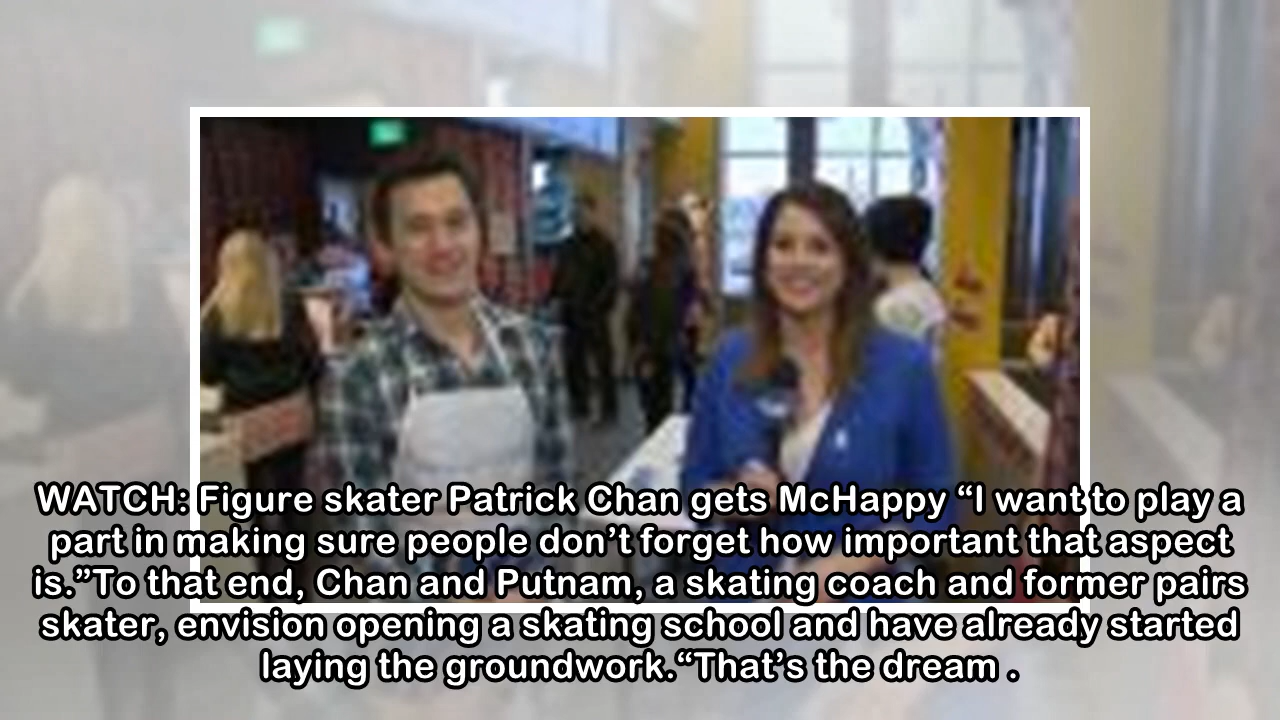 WATCH: Figure skater Patrick Chan gets McHappy “I want to play a
part in making sure people don’t forget how important that aspect
is.”To that end, Chan and Putnam, a skating coach and former pairs
skater, envision opening a skating school and have already started
laying the groundwork.“That’s the dream .